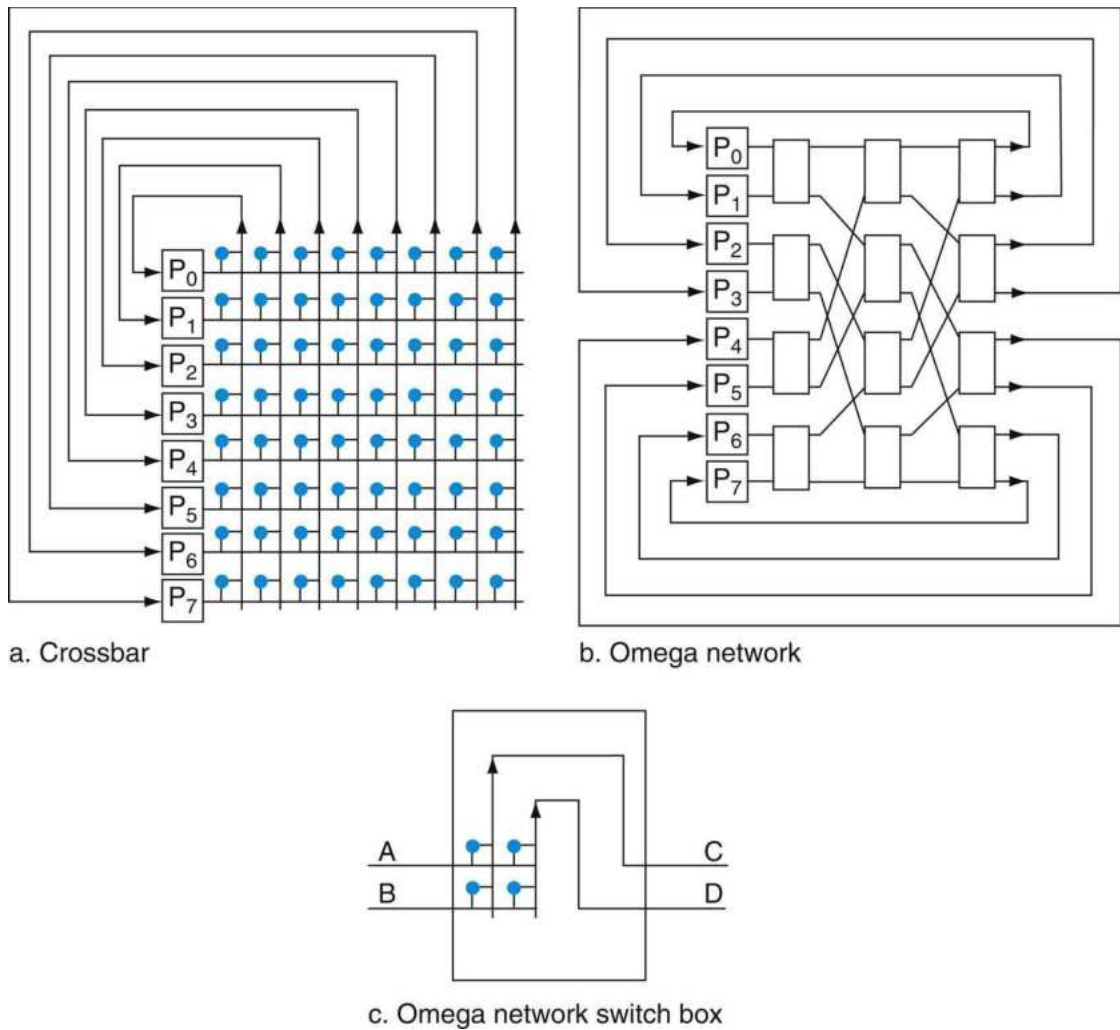 P0
P1
P2
P3
P4
P5
P6
P7
a. Crossbar
P0
P1
P2
P3
P4
P5
P6
P7
b. Omega network
A
B
C
D
c. Omega network switch box